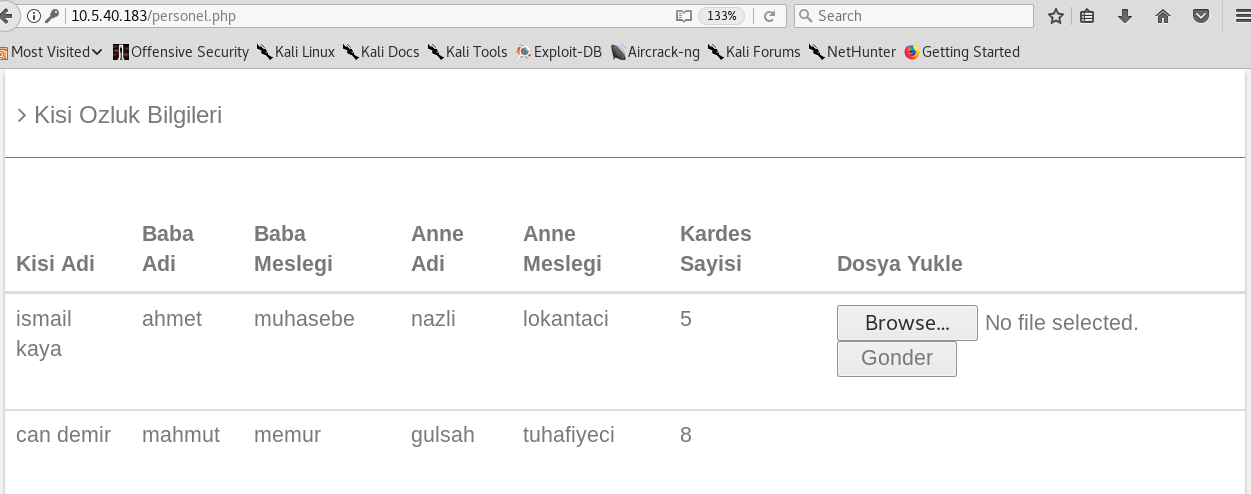 10.5.40.183/personel.php 133% Search
Most Visited Offensive Security Kali Linux Kali Docs Kali Tools Exploit-DB Aircrack-ng Kali Forums NetHunter Getting Started
> Kisi Ozluk Bilgileri
Kisi Adi Baba Adi Baba Meslegi Anne Adi Anne Meslegi Kardes Sayisi Dosya Yukle
ismail kaya ahmet muhasebe nazli lokantaci 5 Browse... No file selected.
Gonder
can demir mahmut memur gulsah tuhafiyeci 8